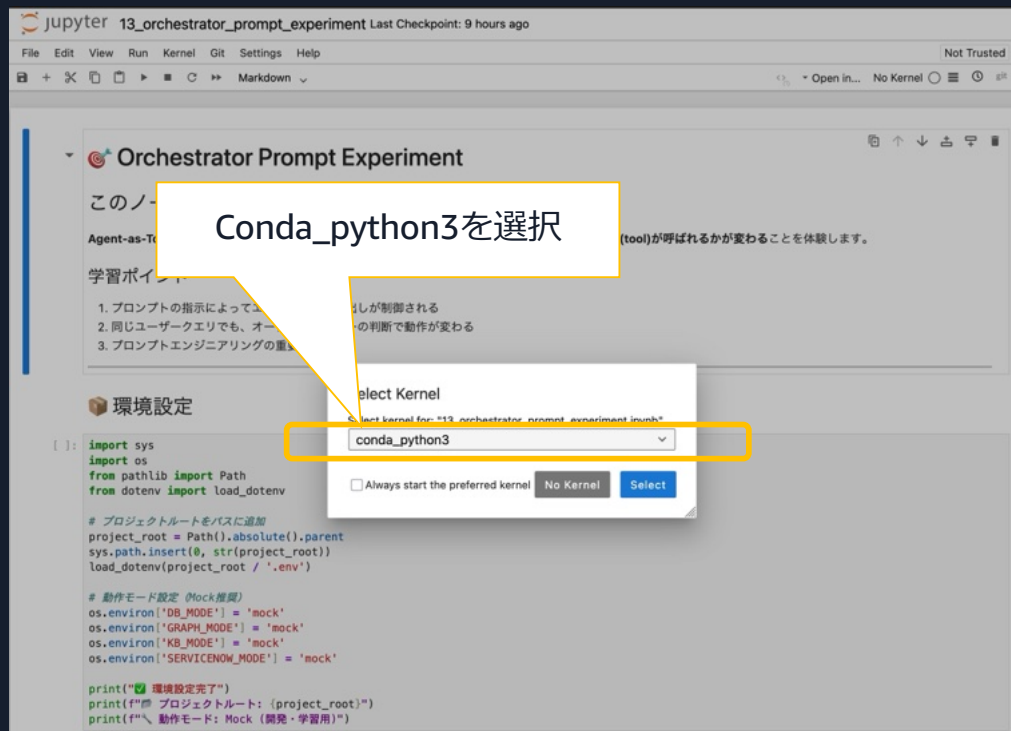 jupyter 13_orchestrator_prompt_experiment Last Checkpoint: 9 hours ago
File Edit View Run Kernel Git Settings Help Not Trusted
Markdown Open in... No Kernel git
Orchestrator Prompt Experiment
このノー
Conda_python3を選択
Agent-as-To (tool)が呼ばれるかが変わることを体験します。
学習ポイント
1. プロンプトの指示によってエ 出しが制御される
2. 同じユーザークエリでも、オー の判断で動作が変わる
3. プロンプトエンジニアリングの重要
Select Kernel
Select kernel for: "13_orchestrator_prompt_experiment.ipynb"
conda_python3
Always start the preferred kernel No Kernel Select
環境設定
[ ]: import sys
import os
from pathlib import Path
from dotenv import load_dotenv
# プロジェクトルートをパスに追加
project_root = Path().absolute().parent
sys.path.insert(0, str(project_root))
load_dotenv(project_root / '.env')
# 動作モード設定（Mock推奨）
os.environ['DB_MODE'] = 'mock'
os.environ['GRAPH_MODE'] = 'mock'
os.environ['KB_MODE'] = 'mock'
os.environ['SERVICENOW_MODE'] = 'mock'
print("✅ 環境設定完了")
print(f"📁 プロジェクトルート: {project_root}")
print(f"🔧 動作モード: Mock（開発・学習用）")